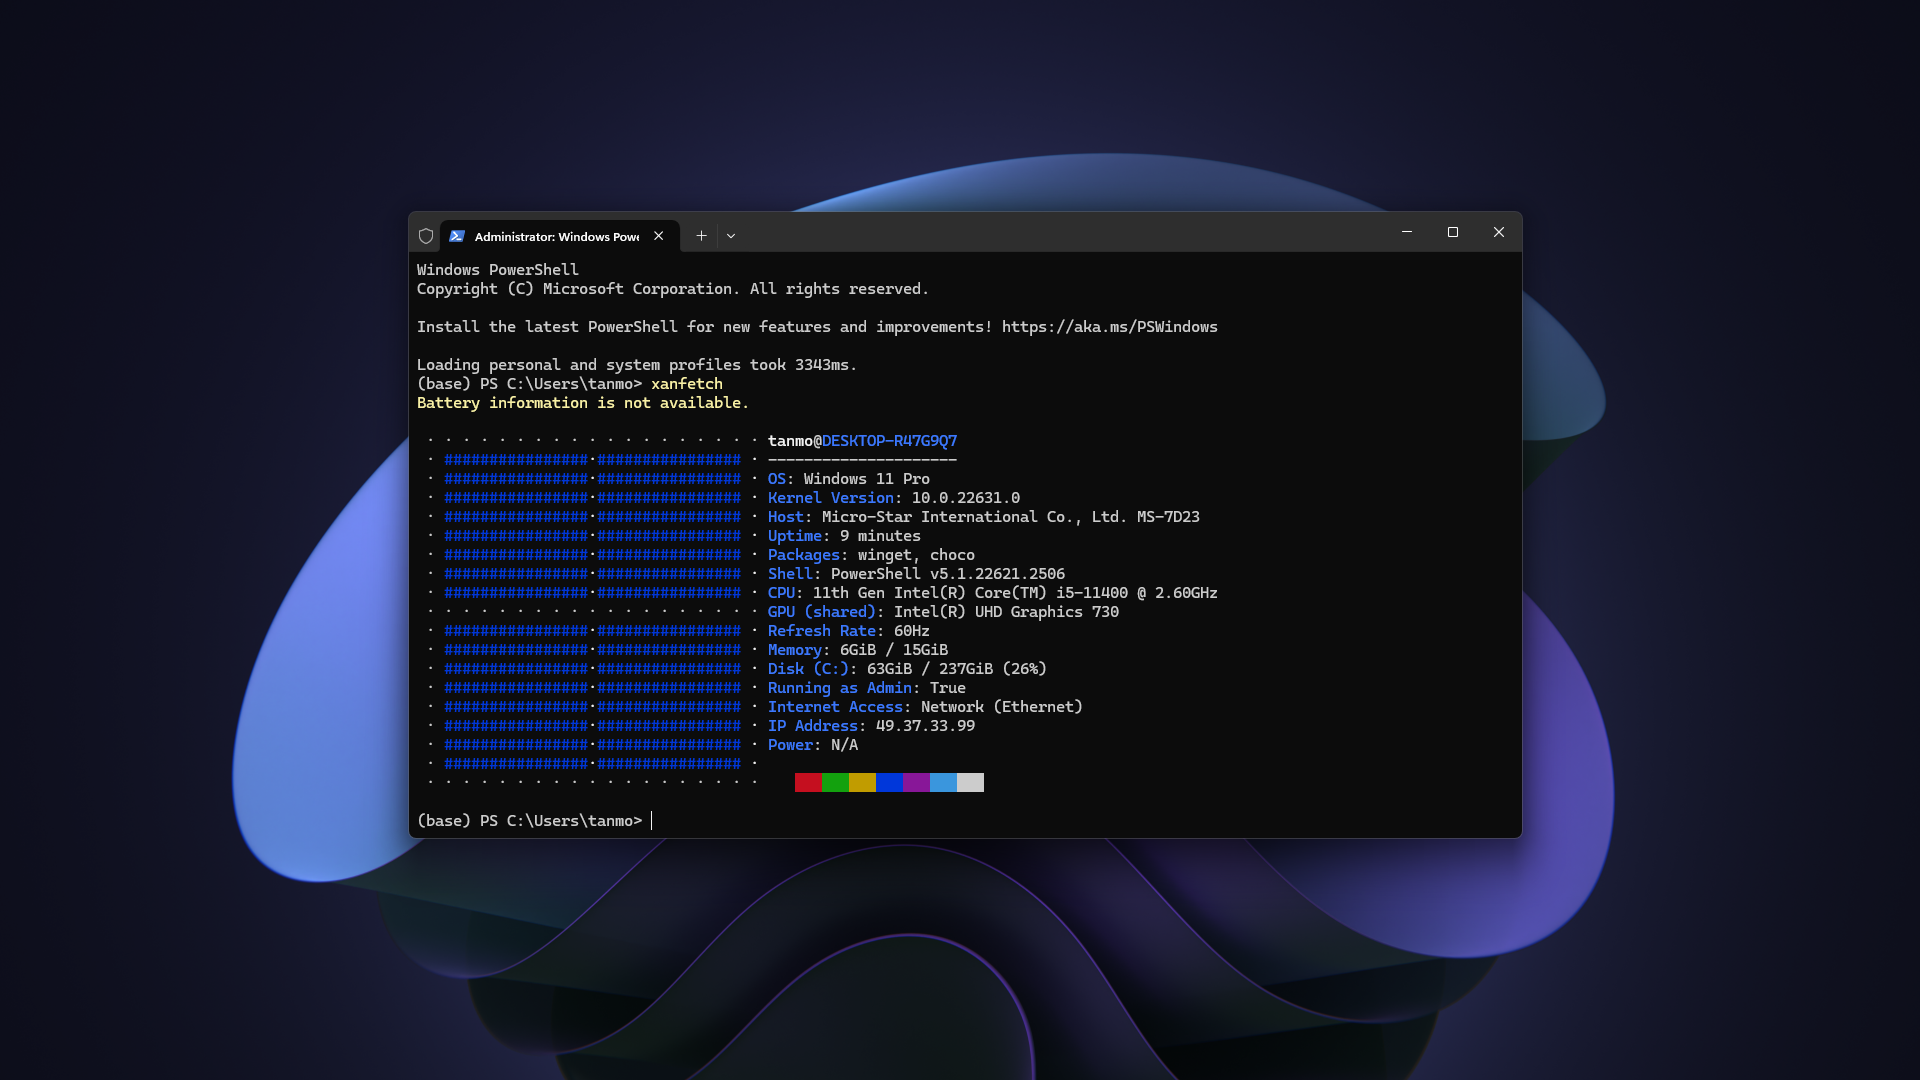 Administrator: Windows Powe
Windows PowerShell
Copyright (C) Microsoft Corporation. All rights reserved.
Install the latest PowerShell for new features and improvements! https://aka.ms/PSWindows
Loading personal and system profiles took 3343ms.
(base) PS C:\Users\tanmo> xanfetch
Battery information is not available.
· · · · · · · · · · · · · · · · · · · tanmo@DESKTOP-R47G9Q7
· ################·################ · ---------------------
· ################·################ · OS: Windows 11 Pro
· ################·################ · Kernel Version: 10.0.22631.0
· ################·################ · Host: Micro-Star International Co., Ltd. MS-7D23
· ################·################ · Uptime: 9 minutes
· ################·################ · Packages: winget, choco
· ################·################ · Shell: PowerShell v5.1.22621.2506
· ################·################ · CPU: 11th Gen Intel(R) Core(TM) i5-11400 @ 2.60GHz
· · · · · · · · · · · · · · · · · · · GPU (shared): Intel(R) UHD Graphics 730
· ################·################ · Refresh Rate: 60Hz
· ################·################ · Memory: 6GiB / 15GiB
· ################·################ · Disk (C:): 63GiB / 237GiB (26%)
· ################·################ · Running as Admin: True
· ################·################ · Internet Access: Network (Ethernet)
· ################·################ · IP Address: 49.37.33.99
· ################·################ · Power: N/A
· ################·################ ·
· · · · · · · · · · · · · · · · · · ·
(base) PS C:\Users\tanmo>